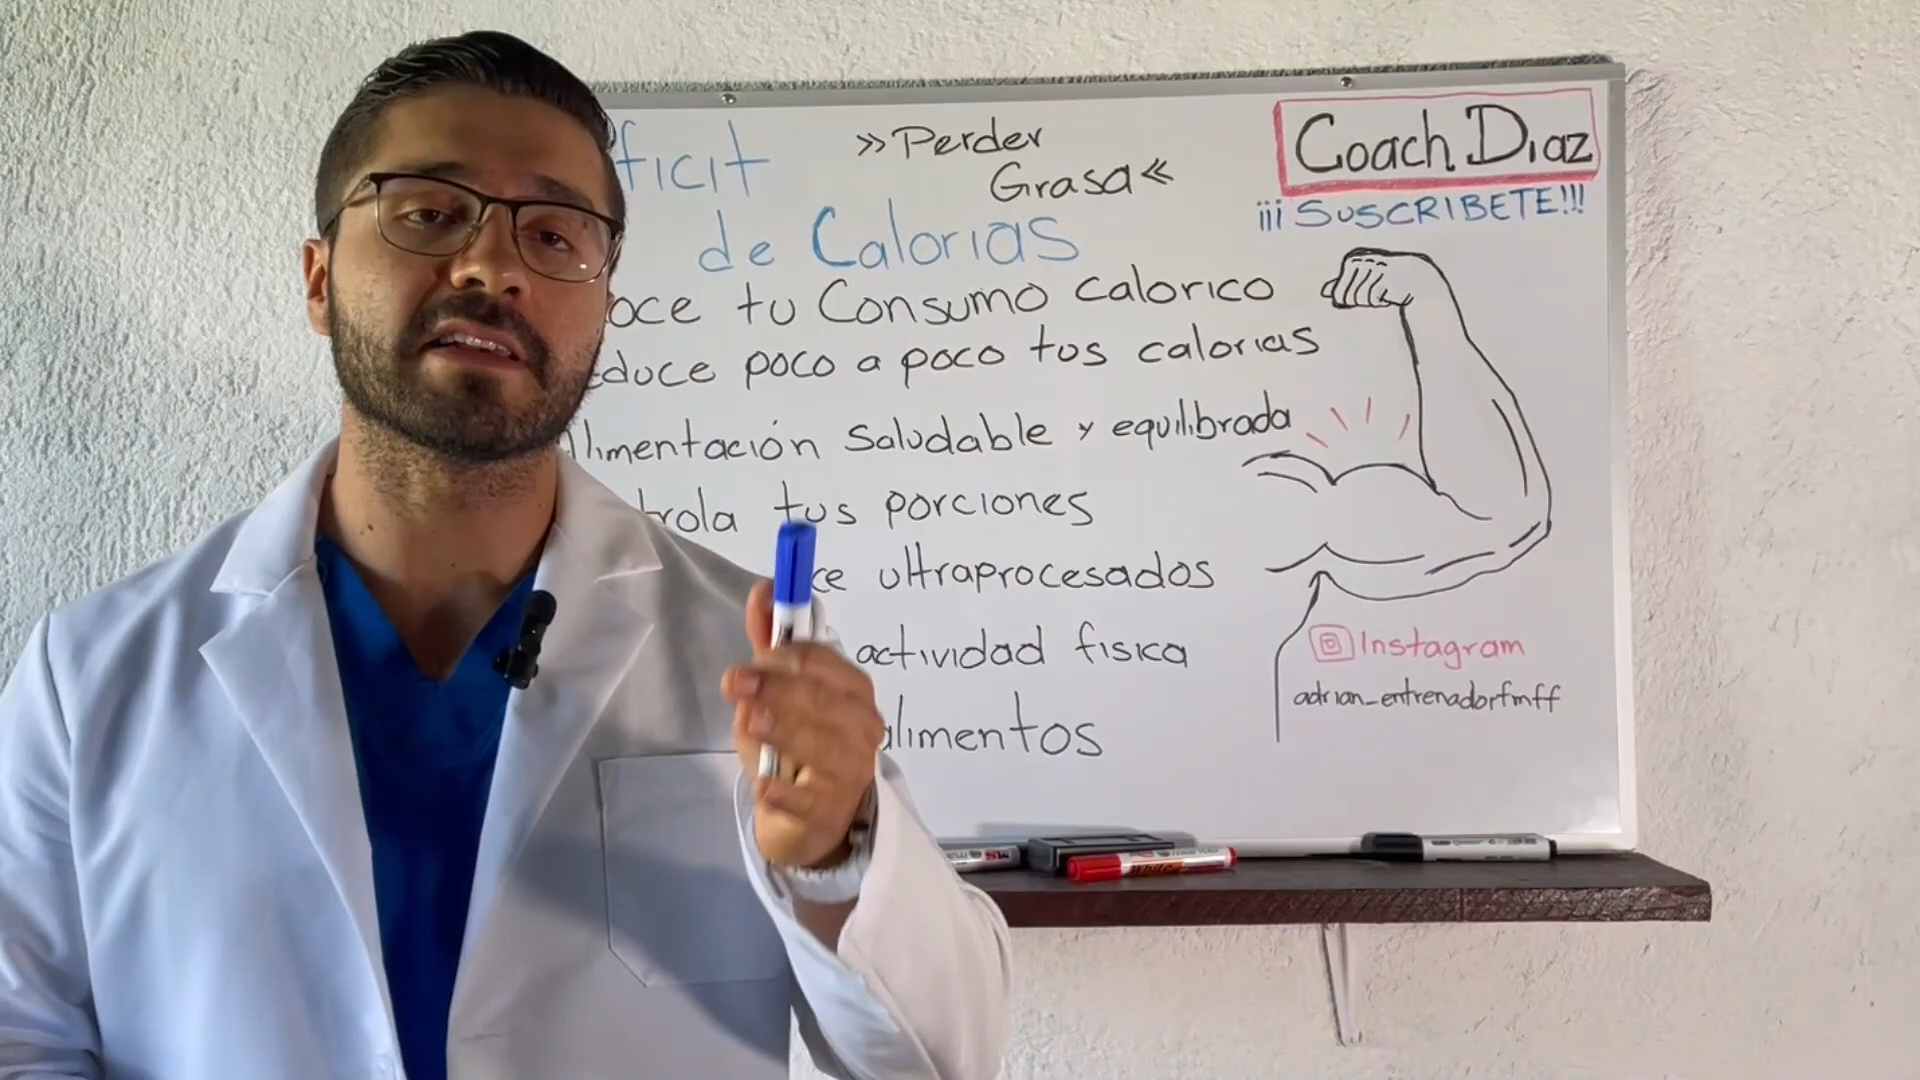 ficit
de Calorias
>> Perder
Grasa <<
Coach Diaz
¡¡¡SUSCRIBETE!!!
oce tu Consumo calorico
educe poco a poco tus calorias
Alimentación saludable y equilibrada
trola tus porciones
ce ultraprocesados
actividad fisica
alimentos
Instagram
adrian_entrenadorfmff